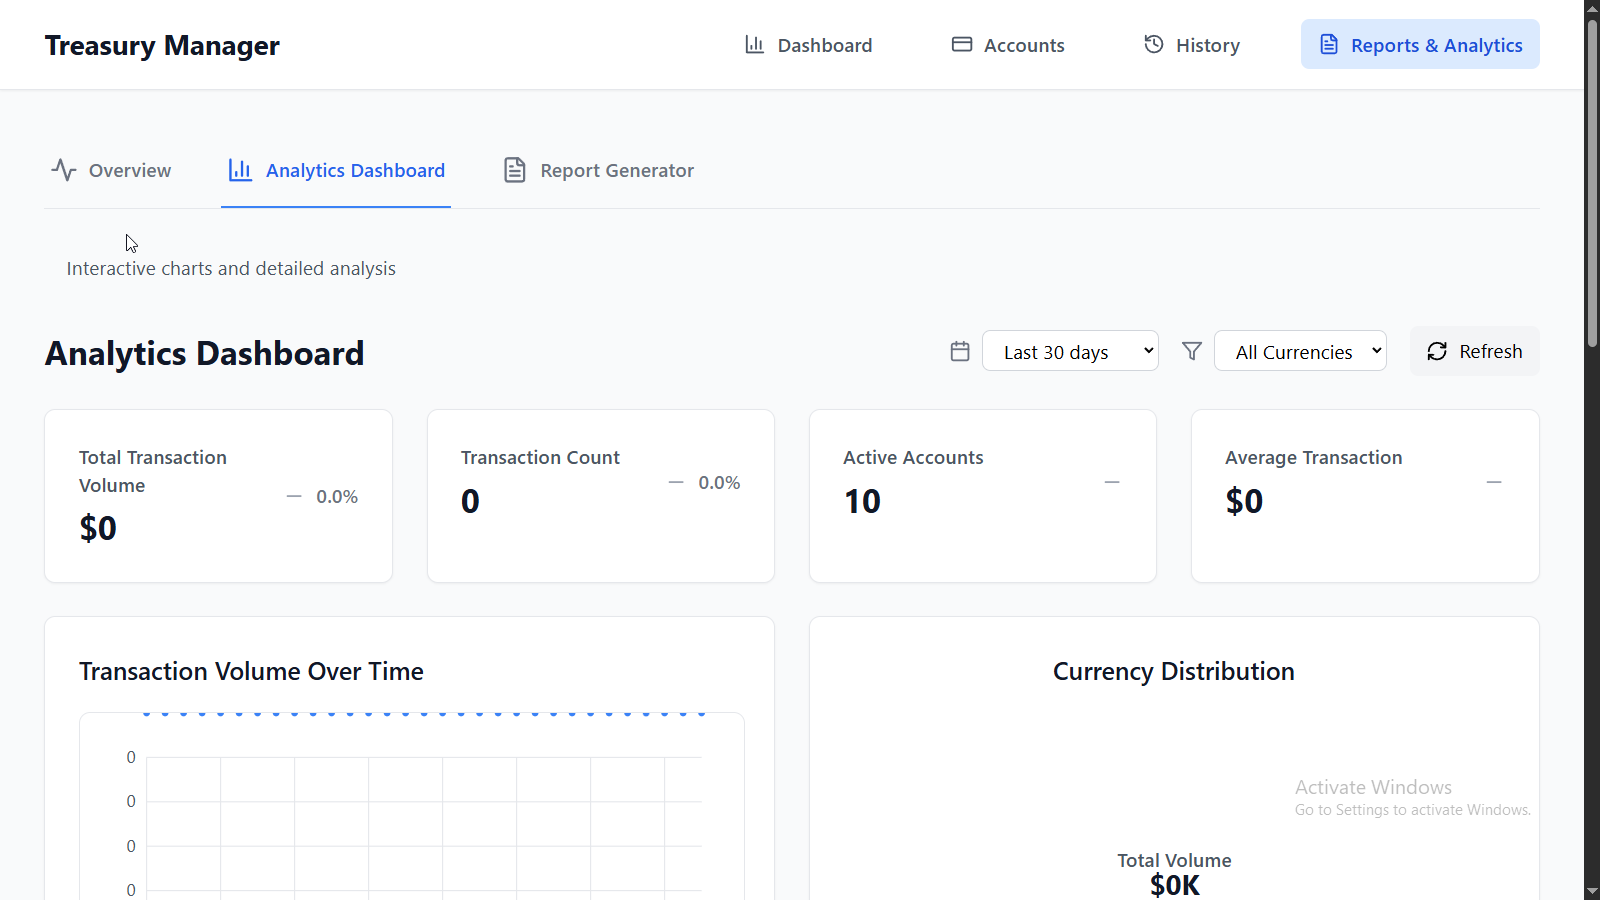 Treasury Manager
Dashboard
Accounts
History
Reports & Analytics
Overview
Analytics Dashboard
Report Generator
Interactive charts and detailed analysis
Analytics Dashboard
Last 30 days
All Currencies
Refresh
Total Transaction
Volume
$0
0.0%
Transaction Count
0
0.0%
Active Accounts
10
Average Transaction
$0
Transaction Volume Over Time
0
0
0
0
Currency Distribution
Total Volume
$0K
Activate Windows
Go to Settings to activate Windows.